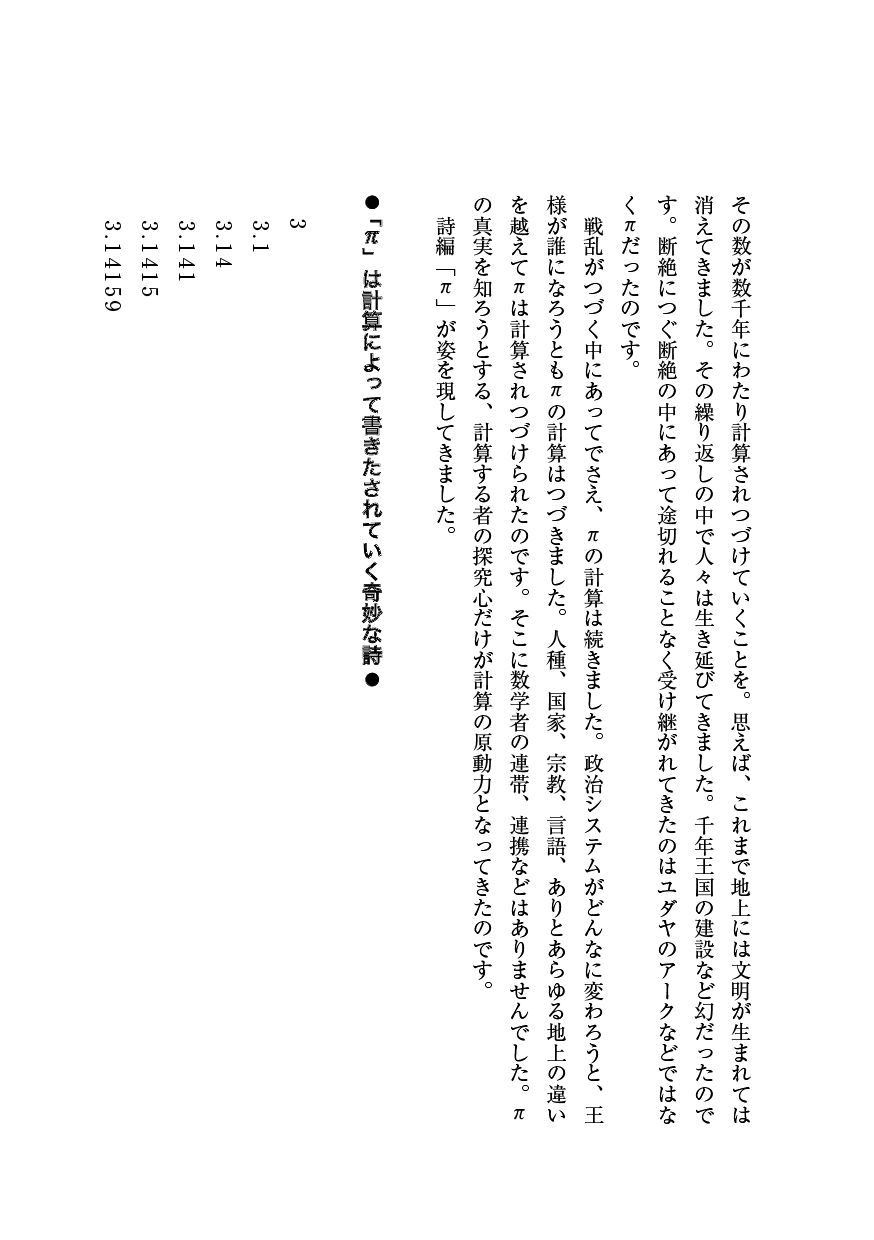 その数が数千年にわたり計算されつづけていくことを。思えば、これまで地上には文明が生まれては
消えてきました。その繰り返しの中で人々は生き延びてきました。千年王国の建設など幻だったので
す。断絶につぐ断絶の中にあって途切れることなく受け継がれてきたのはユダヤのアークなどではな
くπだったのです。
戦乱がつづく中にあってでさえ、πの計算は続きました。政治システムがどんなに変わろうと、王
様が誰になろうともπの計算はつづきました。人種、国家、宗教、言語、ありとあらゆる地上の違い
を越えてπは計算されつづけられたのです。そこに数学者の連帯、連携などはありませんでした。π
の真実を知ろうとする、計算する者の探究心だけが計算の原動力となってきたのです。
詩編「π」が姿を現してきました。
●「π」は計算によって書きたされていく奇妙な詩●
3
3.1
3.14
3.141
3.1415
3.14159